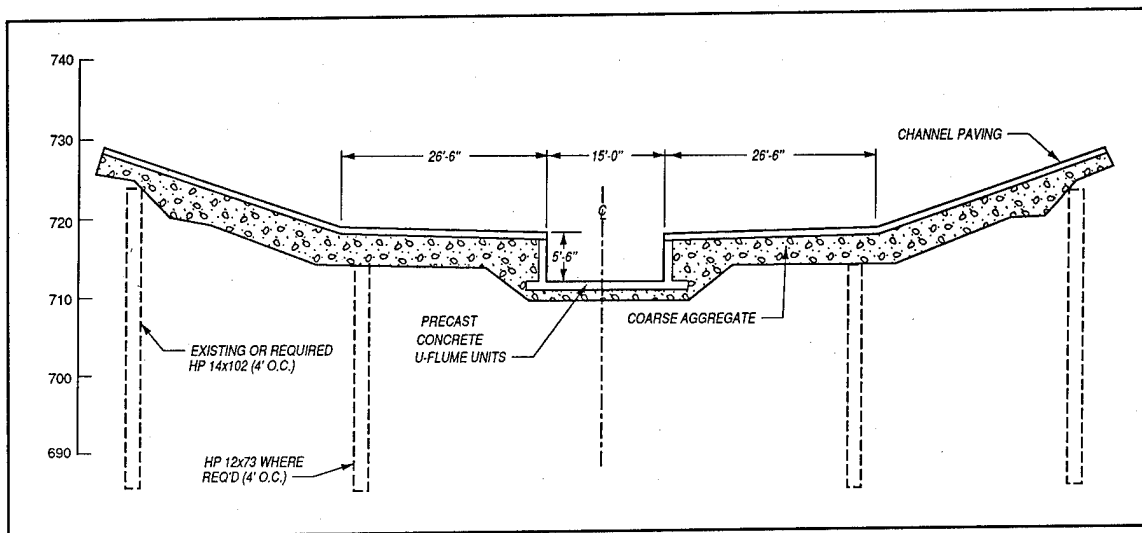 740
730
720
710
700
690
26'-6"
15'-0"
26'-6"
CHANNEL PAVING
5'-6"
℄
PRECAST
CONCRETE
U-FLUME UNITS
COARSE AGGREGATE
EXISTING OR REQUIRED
HP 14x102 (4' O.C.)
HP 12x73 WHERE
REQ'D (4' O.C.)